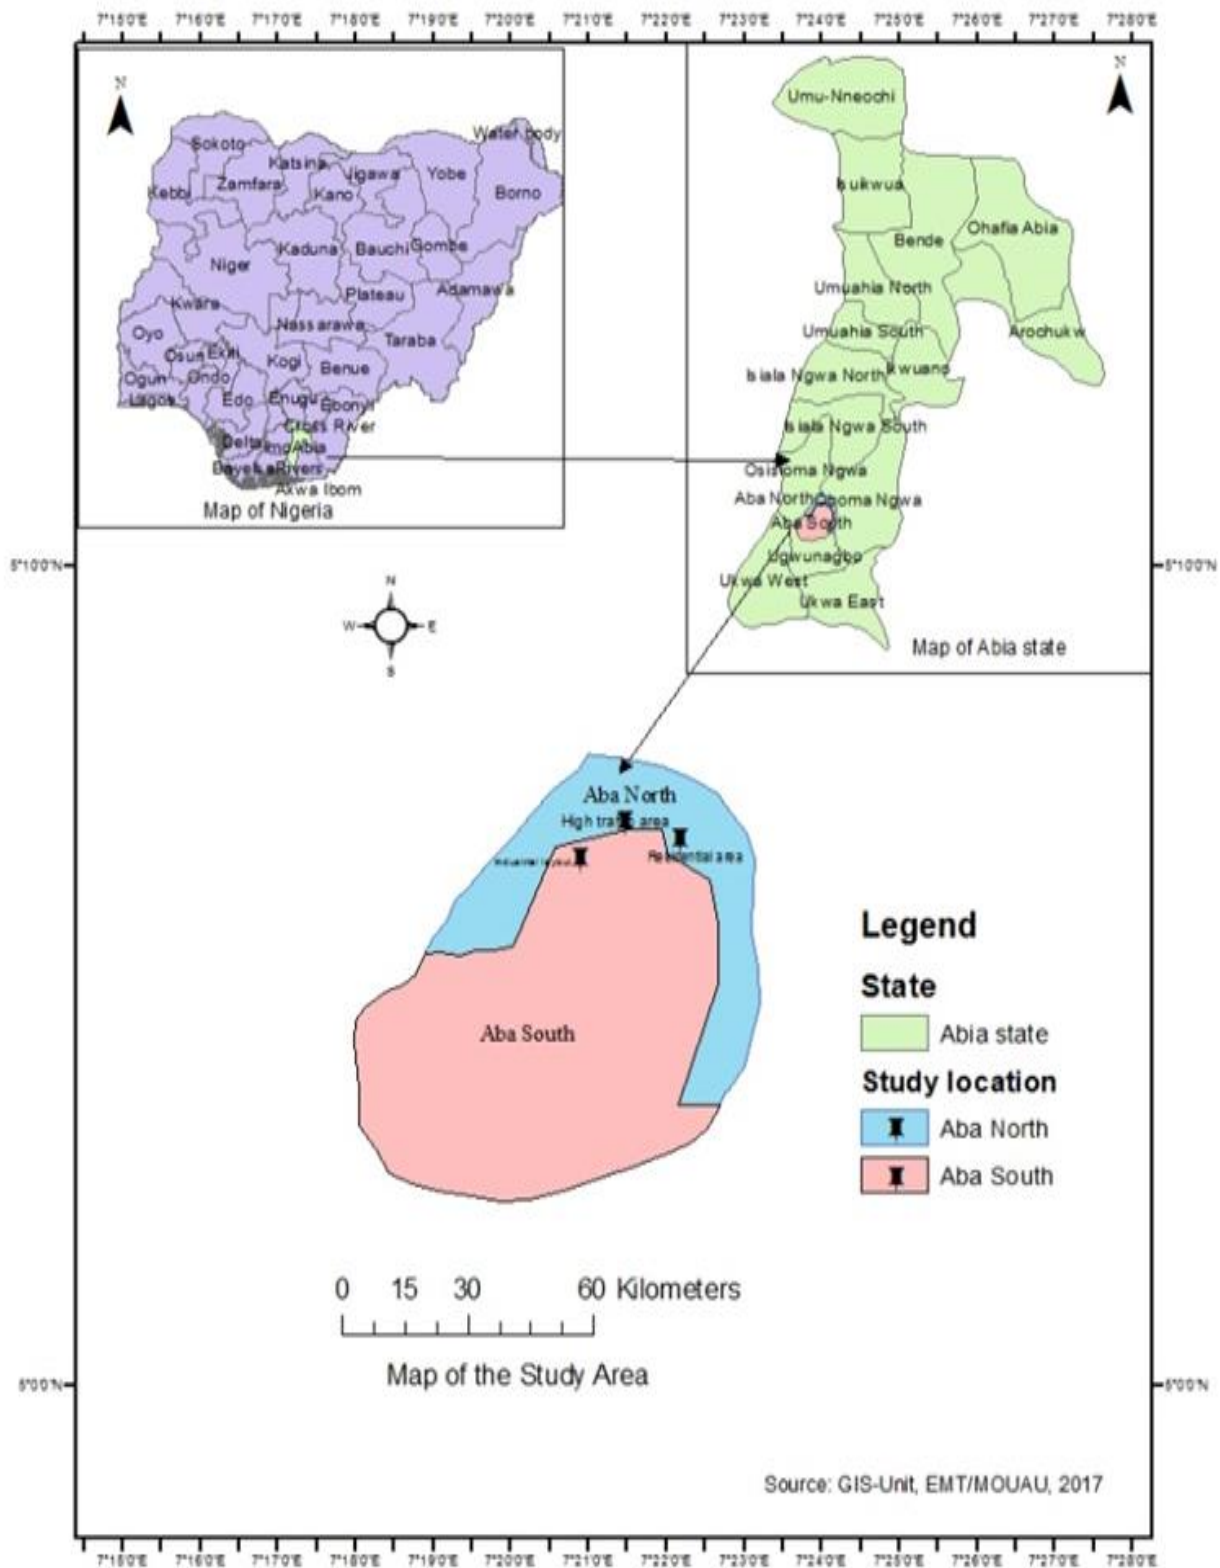 7°15'0"E 7°16'0"E 7°17'0"E 7°18'0"E 7°19'0"E 7°20'0"E 7°21'0"E 7°22'0"E 7°23'0"E 7°24'0"E 7°25'0"E 7°26'0"E 7°27'0"E 7°28'0"E
N
Water body
Sokoto
Katsina
Jigawa
Yobe
Zamfara
Kebbi
Kano
Borno
Kaduna
Bauchi
Gombe
Niger
Adamawa
Plateau
Kwara
Nassarawa
Oyo
Taraba
Osun
Ekiti
Kogi
Benue
Ogun
Ondo
Lagos
Edo
Enugu
Ebonyi
Cross River
Delta
Imo
Abia
Bayelsa
Rivers
Akwa Ibom
Map of Nigeria
N
Umu-Nneochi
Isukwua
Ohafia Abia
Bende
Umuahia North
Umuahia South
Arochukw
Isiala Ngwa North
Ikwuano
Isiala Ngwa South
Osisioma Ngwa
Aba North
Obioma Ngwa
Aba South
Ugwunagbo
Ukwa West
Ukwa East
Map of Abia state
5°10'0"N
5°10'0"N
N
W E
S
Aba North
High traffic area
Residential area
Aba South
Legend
State
Abia state
Study location
Aba North
Aba South
0 15 30 60 Kilometers
Map of the Study Area
5°0'0"N
5°0'0"N
Source: GIS-Unit, EMT/MOUAU, 2017
7°15'0"E 7°16'0"E 7°17'0"E 7°18'0"E 7°19'0"E 7°20'0"E 7°21'0"E 7°22'0"E 7°23'0"E 7°24'0"E 7°25'0"E 7°26'0"E 7°27'0"E 7°28'0"E